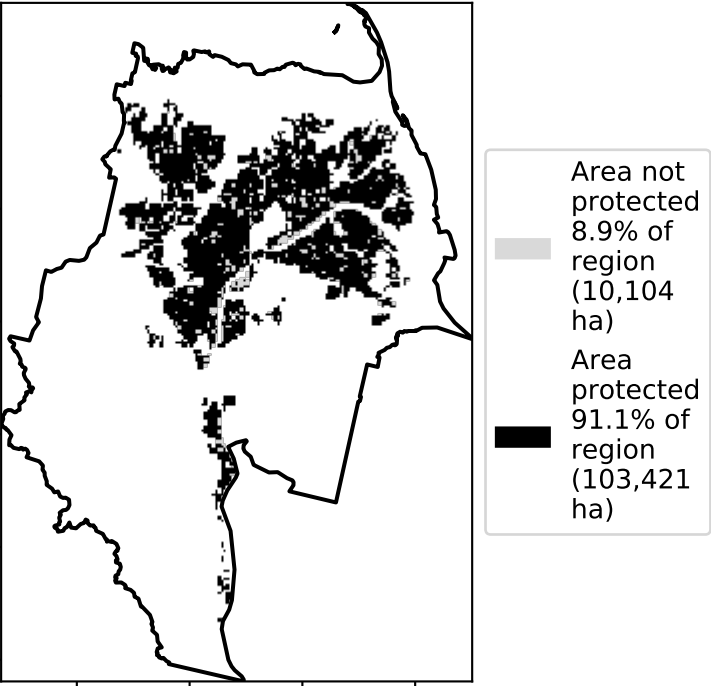 Area not
protected
8.9% of
region
(10,104
ha)
Area
protected
91.1% of
region
(103,421
ha)